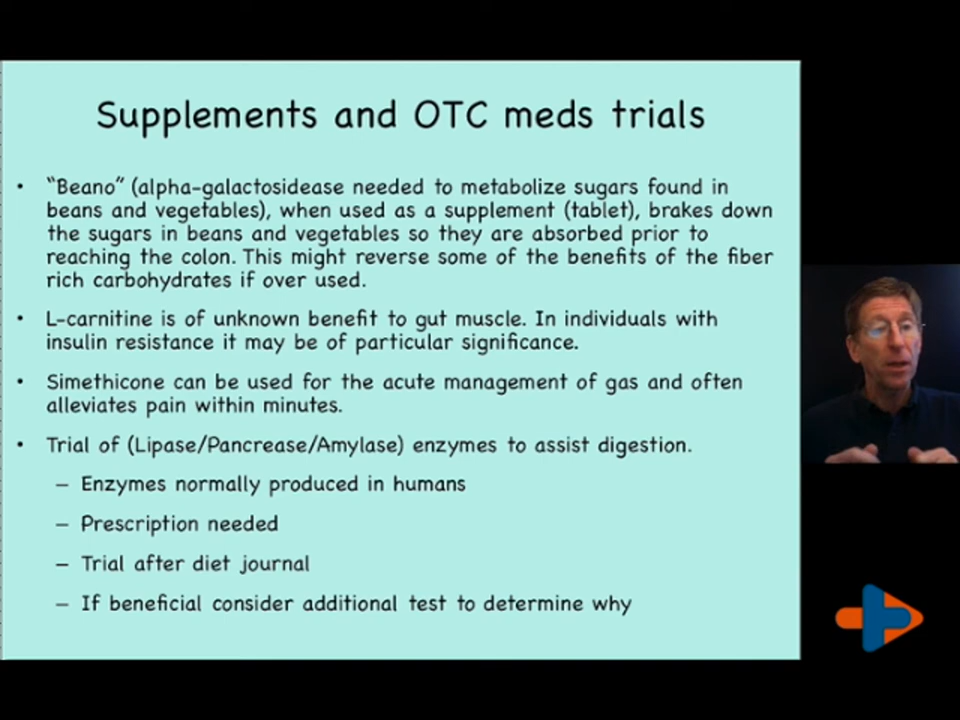 Supplements and OTC meds trials
• "Beano" (alpha-galactosidease needed to metabolize sugars found in
beans and vegetables), when used as a supplement (tablet), brakes down
the sugars in beans and vegetables so they are absorbed prior to
reaching the colon. This might reverse some of the benefits of the fiber
rich carbohydrates if over used.
• L-carnitine is of unknown benefit to gut muscle. In individuals with
insulin resistance it may be of particular significance.
• Simethicone can be used for the acute management of gas and often
alleviates pain within minutes.
• Trial of (Lipase/Pancrease/Amylase) enzymes to assist digestion.
– Enzymes normally produced in humans
– Prescription needed
– Trial after diet journal
– If beneficial consider additional test to determine why